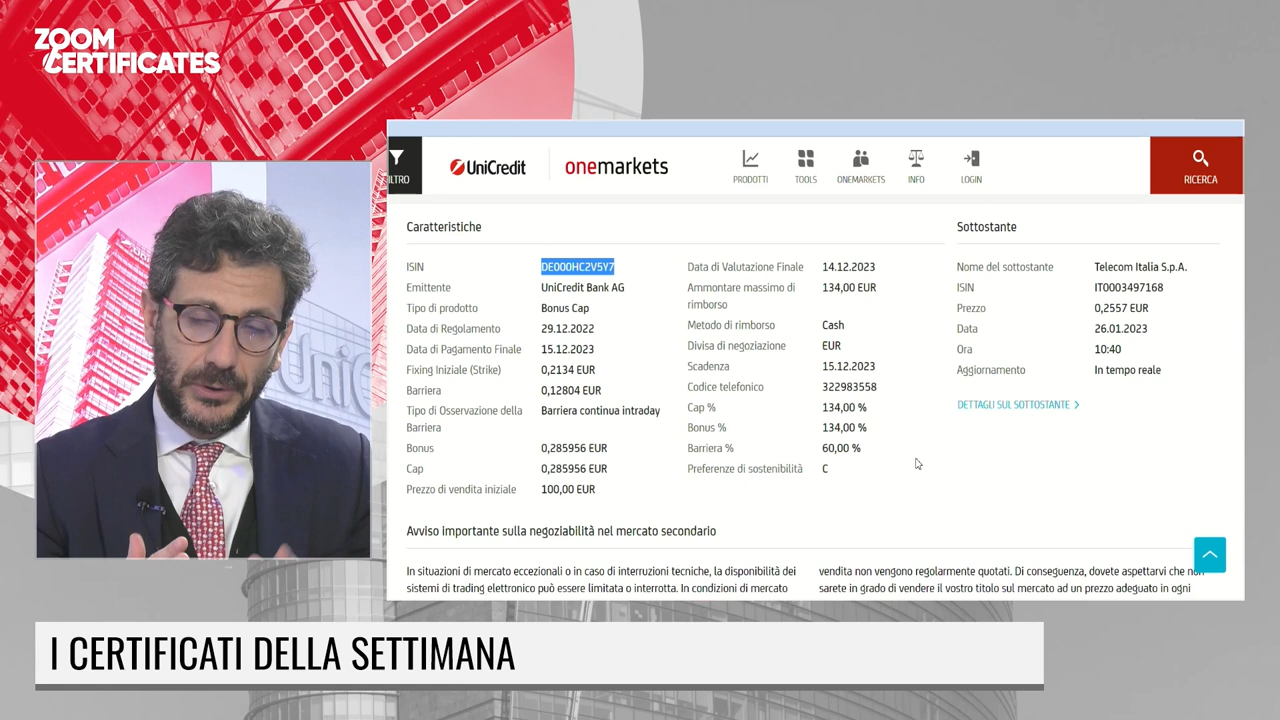 ZOOM
CERTIFICATES
LTRO
UniCredit
onemarkets
PRODOTTI
TOOLS
ONEMARKETS
INFO
LOGIN
RICERCA
Caratteristiche
ISIN DE000HC2V5Y7
Emittente UniCredit Bank AG
Tipo di prodotto Bonus Cap
Data di Regolamento 29.12.2022
Data di Pagamento Finale 15.12.2023
Fixing Iniziale (Strike) 0,2134 EUR
Barriera 0,12804 EUR
Tipo di Osservazione della Barriera continua intraday
Barriera
Bonus 0,285956 EUR
Cap 0,285956 EUR
Prezzo di vendita iniziale 100,00 EUR
Data di Valutazione Finale 14.12.2023
Ammontare massimo di 134,00 EUR
rimborso
Metodo di rimborso Cash
Divisa di negoziazione EUR
Scadenza 15.12.2023
Codice telefonico 322983558
Cap % 134,00 %
Bonus % 134,00 %
Barriera % 60,00 %
Preferenze di sostenibilità C
Sottostante
Nome del sottostante Telecom Italia S.p.A.
ISIN IT0003497168
Prezzo 0,2557 EUR
Data 26.01.2023
Ora 10:40
Aggiornamento In tempo reale
DETTAGLI SUL SOTTOSTANTE
Avviso importante sulla negoziabilità nel mercato secondario
In situazioni di mercato eccezionali o in caso di interruzioni tecniche, la disponibilità dei
sistemi di trading elettronico può essere limitata o interrotta. In condizioni di mercato
vendita non vengono regolarmente quotati. Di conseguenza, dovete aspettarvi che non
sarete in grado di vendere il vostro titolo sul mercato ad un prezzo adeguato in ogni
UniC
I CERTIFICATI DELLA SETTIMANA